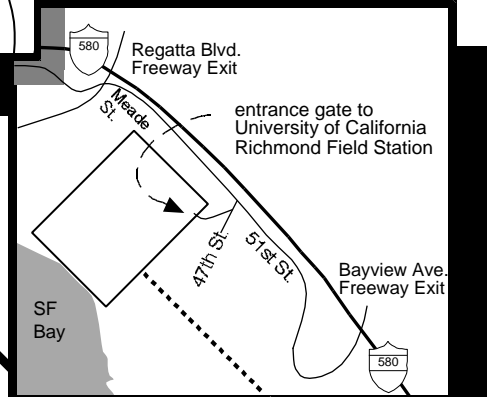 580
Regatta Blvd.
Freeway Exit
Meade
St.
entrance gate to
University of California
Richmond Field Station
47th St.
51st St.
Bayview Ave.
Freeway Exit
SF
Bay
580